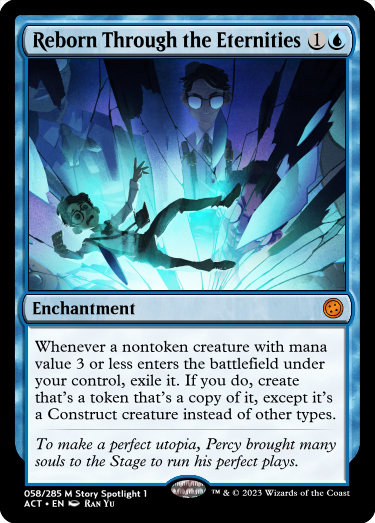 Reborn Through the Eternities 1
Enchantment
Whenever a nontoken creature with mana
value 3 or less enters the battlefield under
your control, exile it. If you do, create
that's a token that's a copy of it, except it's
a Construct creature instead of other types.
To make a perfect utopia, Percy brought many
souls to the Stage to run his perfect plays.
058/285 M Story Spotlight 1
ACT • EN Ran Yu
™ & © 2023 Wizards of the Coast